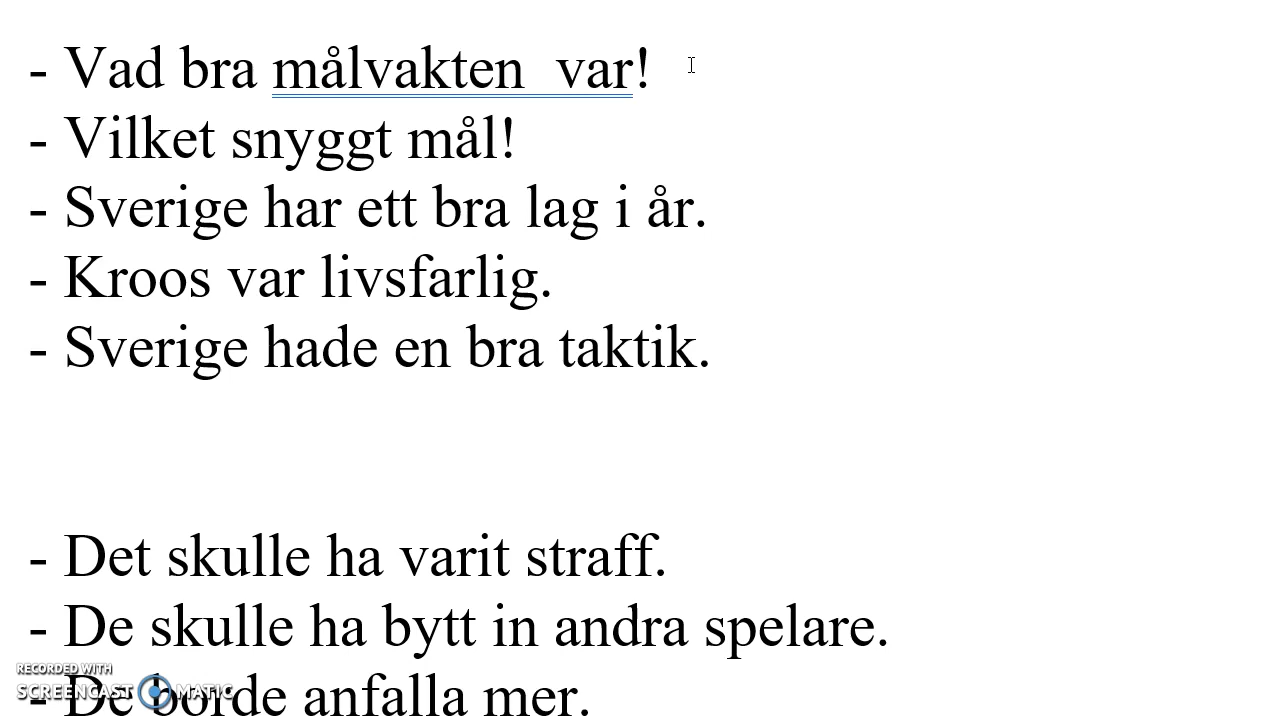 - Vad bra målvakten  var!
- Vilket snyggt mål!
- Sverige har ett bra lag i år.
- Kroos var livsfarlig.
- Sverige hade en bra taktik.
- Det skulle ha varit straff.
- De skulle ha bytt in andra spelare.
RECORDED WITH
SCREENCAST MATIC
- De borde anfalla mer.